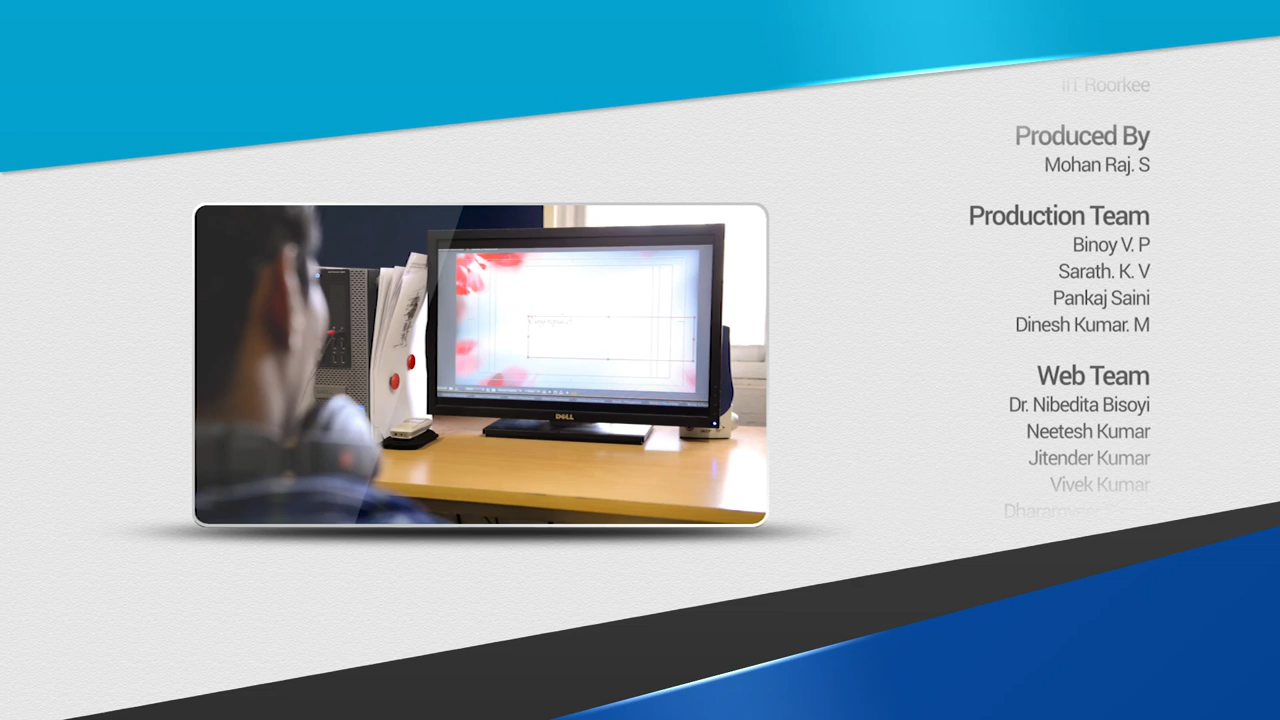 IIT Roorkee
Produced By
Mohan Raj. S
Production Team
Binoy V. P
Sarath. K. V
Pankaj Saini
Dinesh Kumar. M
Web Team
Dr. Nibedita Bisoyi
Neetesh Kumar
Jitender Kumar
Vivek Kumar
DELL